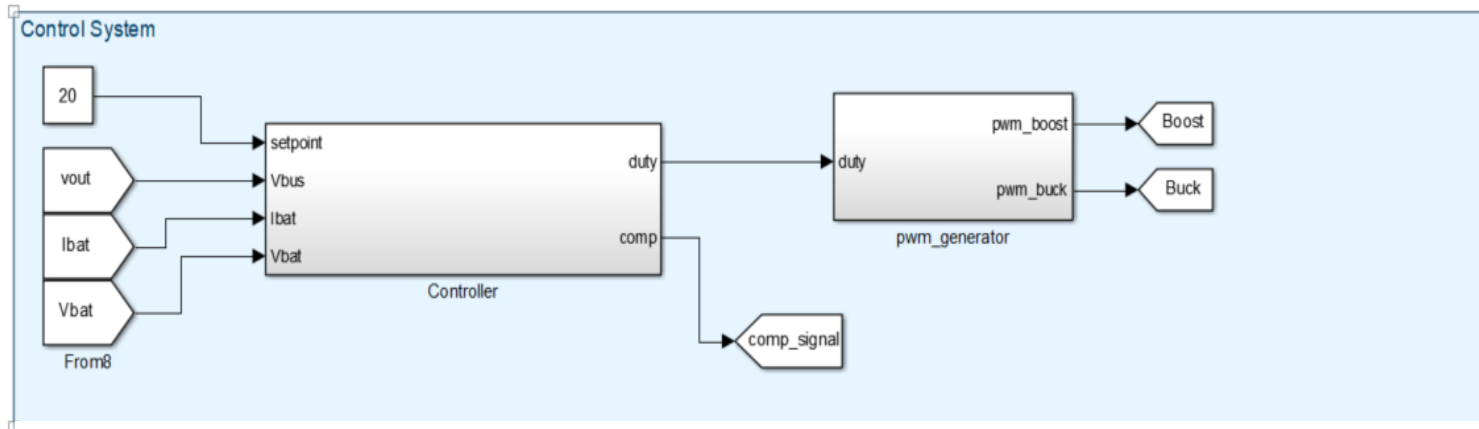 Control System
20
setpoint
vout
Vbus
Ibat
Ibat
Vbat
Vbat
From8
duty
comp
Controller
comp_signal
duty
pwm_boost
pwm_buck
pwm_generator
Boost
Buck